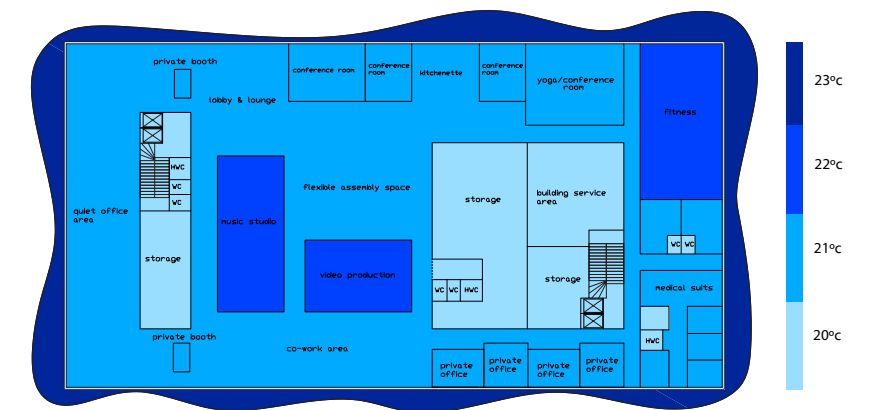 private booth
conference room
conference
room
kitchenette
conference
room
yoga/conference
room
lobby & lounge
fitness
23ºc
22ºc
21ºc
20ºc
HWC
WC
WC
quiet office
area
storage
music studio
flexible assembly space
video production
storage
building service
area
storage
WC
WC
HWC
WC
WC
medical suits
HWC
private booth
co-work area
private
office
private
office
private
office
private
office